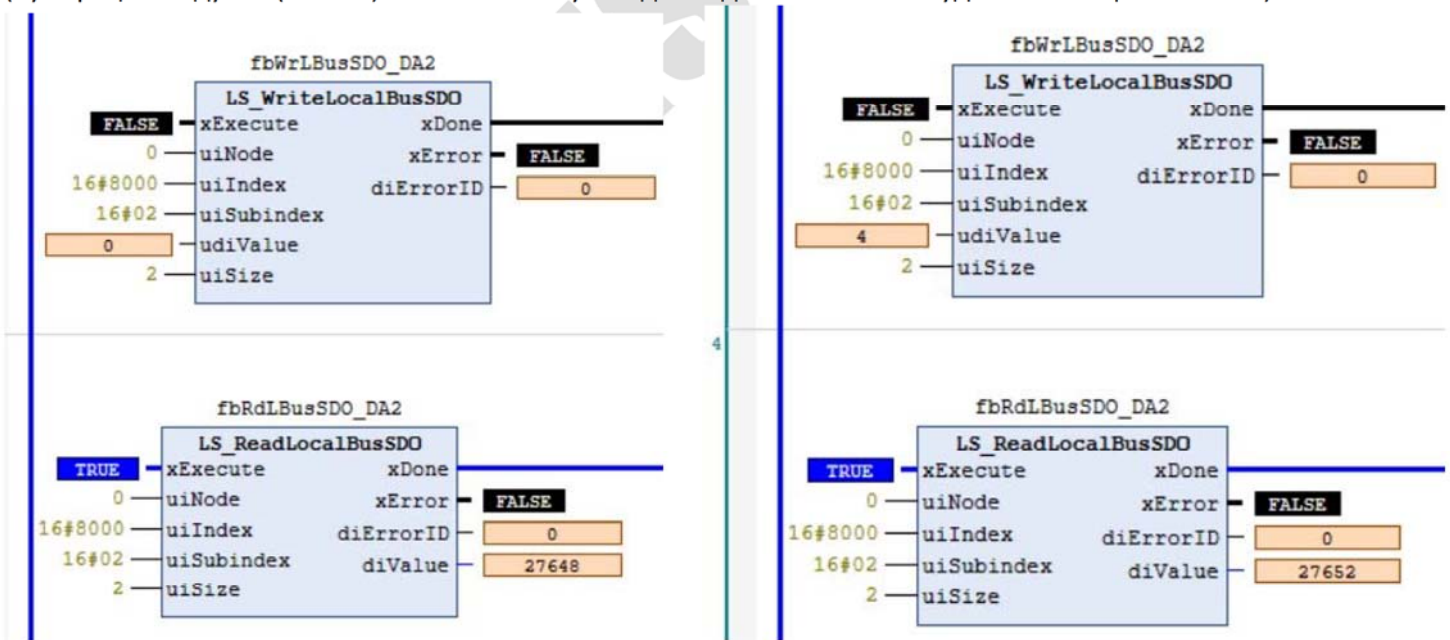 fbWrLBusSDO_DA2
LS_WriteLocalBusSDO
FALSE xExecute xDone
0 uiNode xError FALSE
16#8000 uiIndex diErrorID 0
16#02 uiSubindex
0 udiValue
2 uiSize
fbWrLBusSDO_DA2
LS_WriteLocalBusSDO
FALSE xExecute xDone
0 uiNode xError FALSE
16#8000 uiIndex diErrorID 0
16#02 uiSubindex
4 udiValue
2 uiSize
4
fbRdLBusSDO_DA2
LS_ReadLocalBusSDO
TRUE xExecute xDone
0 uiNode xError FALSE
16#8000 uiIndex diErrorID 0
16#02 uiSubindex diValue 27648
2 uiSize
fbRdLBusSDO_DA2
LS_ReadLocalBusSDO
TRUE xExecute xDone
0 uiNode xError FALSE
16#8000 uiIndex diErrorID 0
16#02 uiSubindex diValue 27652
2 uiSize